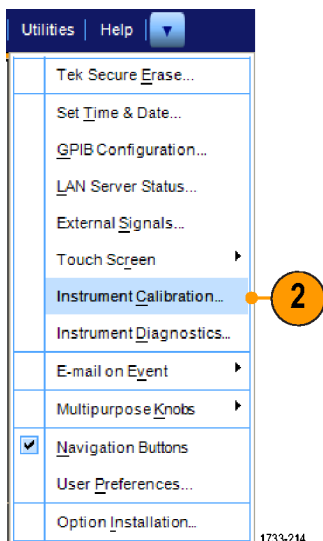 Utilities Help
Tek Secure Erase...
Set Time & Date...
GPIB Configuration...
LAN Server Status...
External Signals...
Touch Screen
Instrument Calibration...
2
Instrument Diagnostics...
E-mail on Event
Multipurpose Knobs
Navigation Buttons
User Preferences...
Option Installation...
1733-214